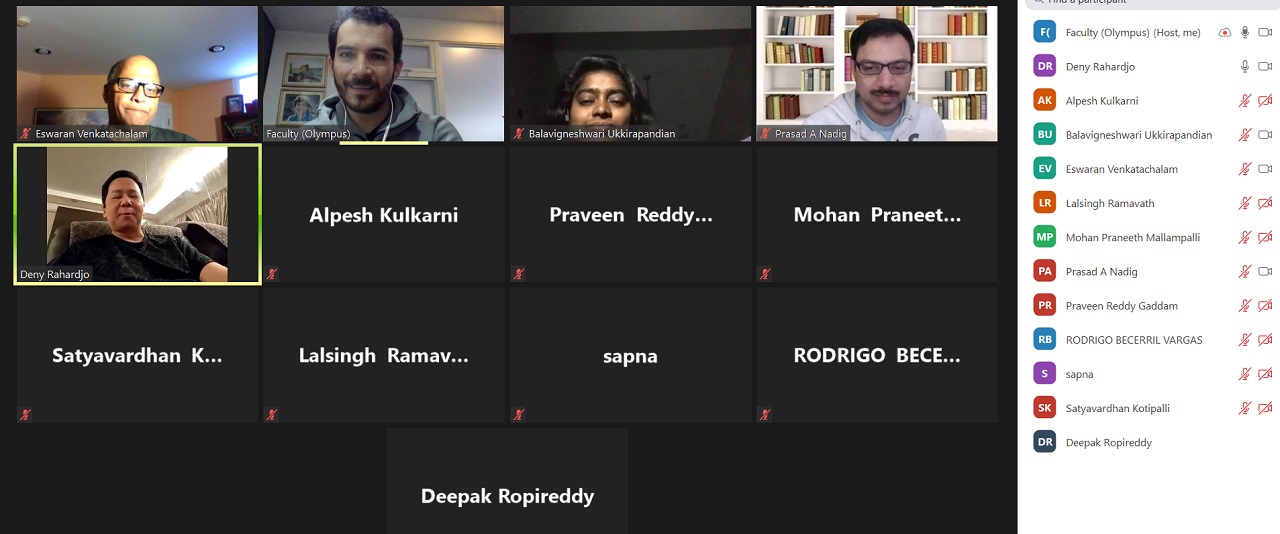 Eswaran Venkatachalam
Faculty (Olympus)
Balavigneshwari Ukkirapandian
Prasad A Nadig
Deny Rahardjo
Alpesh Kulkarni
Praveen Reddy...
Mohan Praneet...
Satyavardhan K...
Lalsingh Ramav...
sapna
RODRIGO BECE...
Deepak Ropireddy
Find a participant
F( Faculty (Olympus) (Host, me)
DR Deny Rahardjo
AK Alpesh Kulkarni
BU Balavigneshwari Ukkirapandian
EV Eswaran Venkatachalam
LR Lalsingh Ramavath
MP Mohan Praneeth Mallampalli
PA Prasad A Nadig
PR Praveen Reddy Gaddam
RB RODRIGO BECERRIL VARGAS
S sapna
SK Satyavardhan Kotipalli
DR Deepak Ropireddy